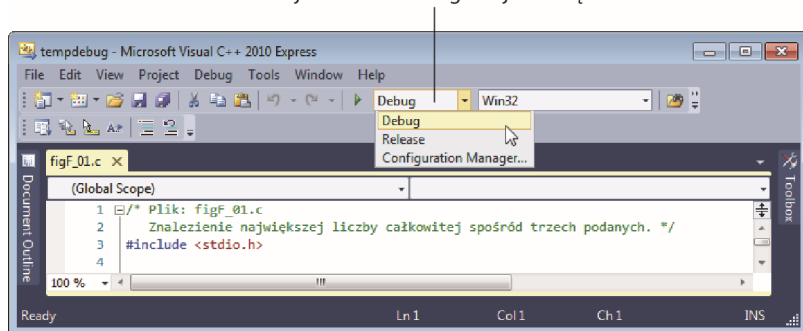 tempdebug - Microsoft Visual C++ 2010 Express
File Edit View Project Debug Tools Window Help
Debug Win32
Debug
Release
Configuration Manager...
figF_01.c
(Global Scope)
1 /* Plik: figF_01.c
2 Znalezienie największej liczby całkowitej spośród trzech podanych. */
3 #include <stdio.h>
4
100 %
Document Outline
Toolbox
Ready Ln 1 Col 1 Ch 1 INS